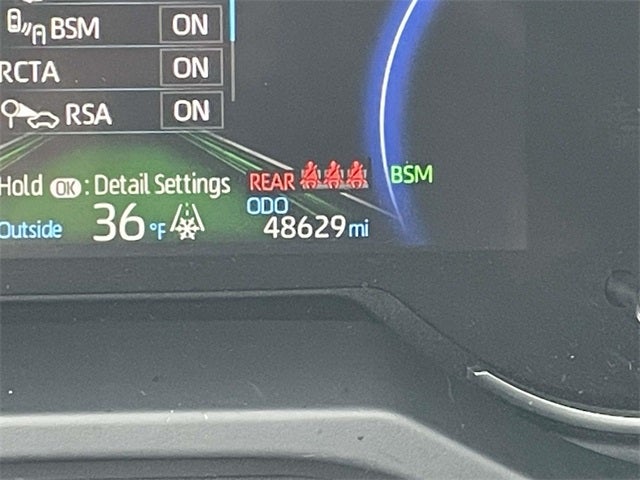 BSM ON
RCTA ON
RSA ON
Hold OK : Detail Settings REAR BSM
ODO
Outside 36 °F 48629 mi